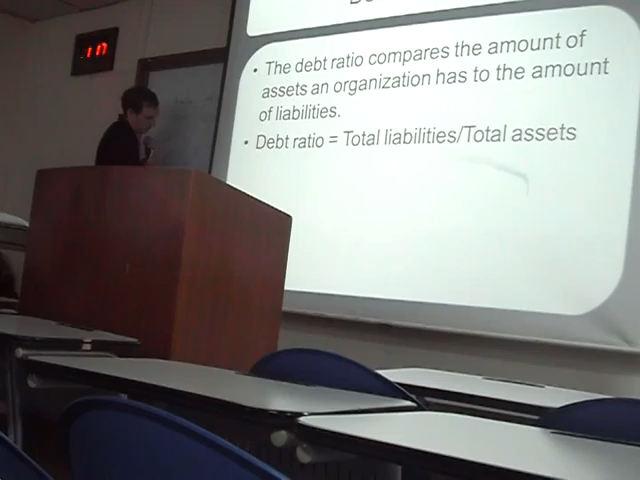 • The debt ratio compares the amount of
assets an organization has to the amount
of liabilities.
• Debt ratio = Total liabilities/Total assets